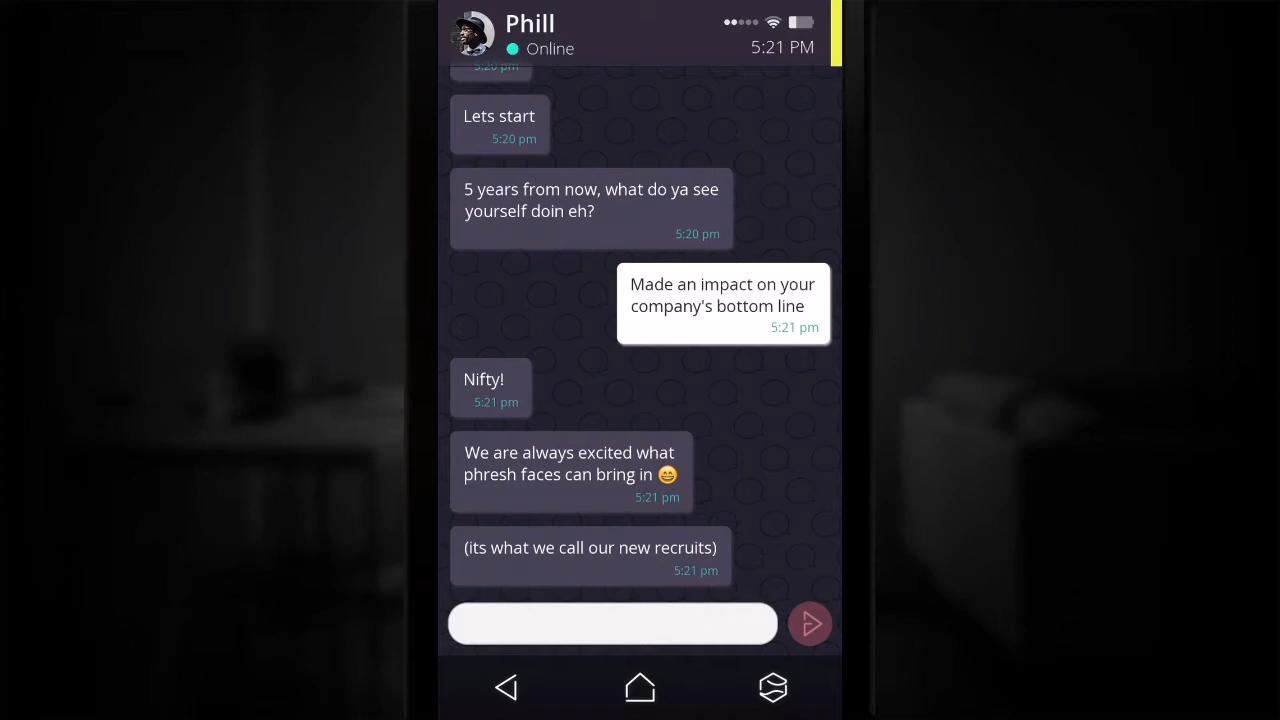 Phill
Online
5:21 PM
5:20 pm
Lets start
5:20 pm
5 years from now, what do ya see
yourself doin eh?
5:20 pm
Made an impact on your
company's bottom line
5:21 pm
Nifty!
5:21 pm
We are always excited what
phresh faces can bring in 😄
5:21 pm
(its what we call our new recruits)
5:21 pm